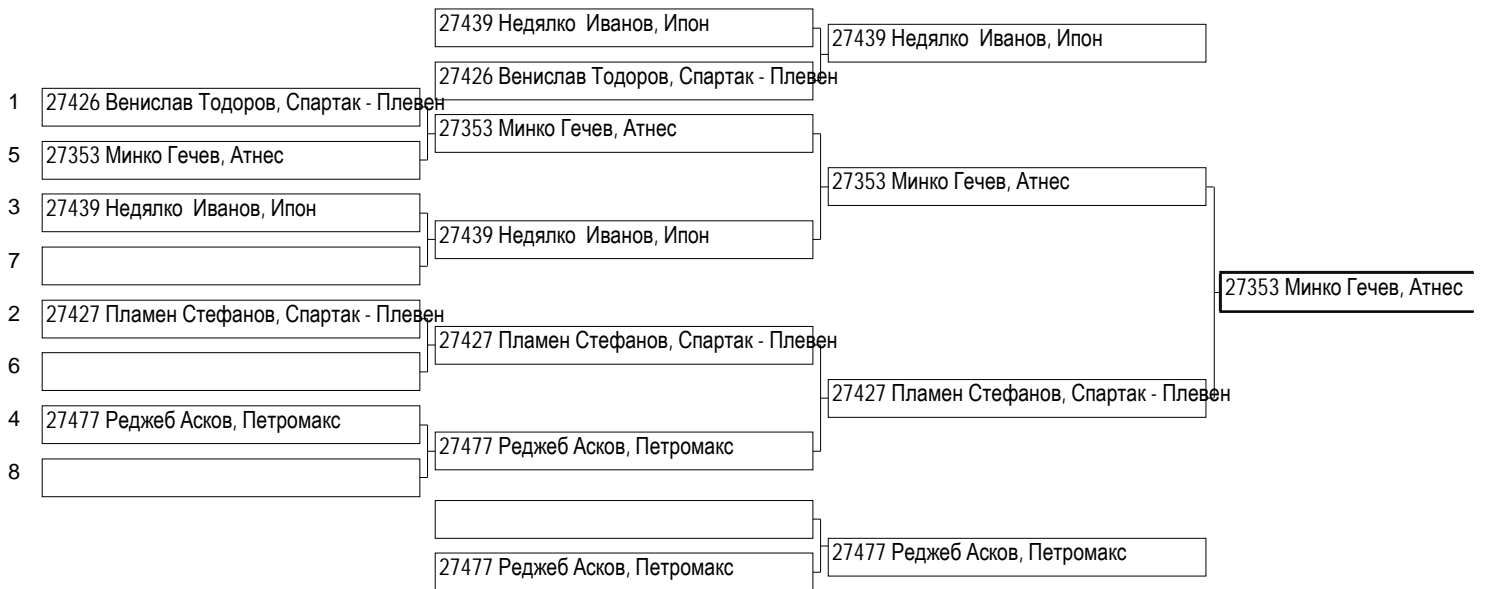 27439 Недялко  Иванов, Ипон
27439 Недялко  Иванов, Ипон
27426 Венислав Тодоров, Спартак - Плевен
1
27426 Венислав Тодоров, Спартак - Плевен
27353 Минко Гечев, Атнес
5
27353 Минко Гечев, Атнес
27353 Минко Гечев, Атнес
3
27439 Недялко  Иванов, Ипон
27439 Недялко  Иванов, Ипон
7
27353 Минко Гечев, Атнес
2
27427 Пламен Стефанов, Спартак - Плевен
27427 Пламен Стефанов, Спартак - Плевен
6
27427 Пламен Стефанов, Спартак - Плевен
4
27477 Реджеб Асков, Петромакс
27477 Реджеб Асков, Петромакс
8
27477 Реджеб Асков, Петромакс
27477 Реджеб Асков, Петромакс